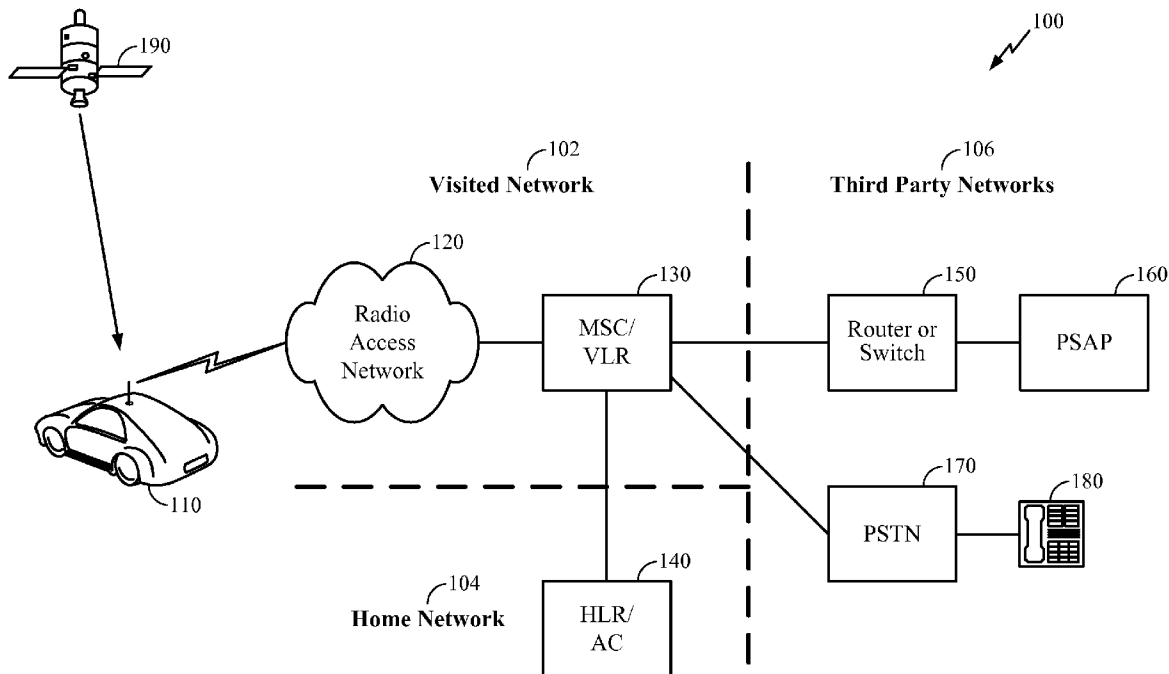 100
190
102
Visited Network
106
Third Party Networks
120
Radio
Access
Network
130
MSC/
VLR
150
Router or
Switch
160
PSAP
110
170
PSTN
180
104
Home Network
140
HLR/
AC